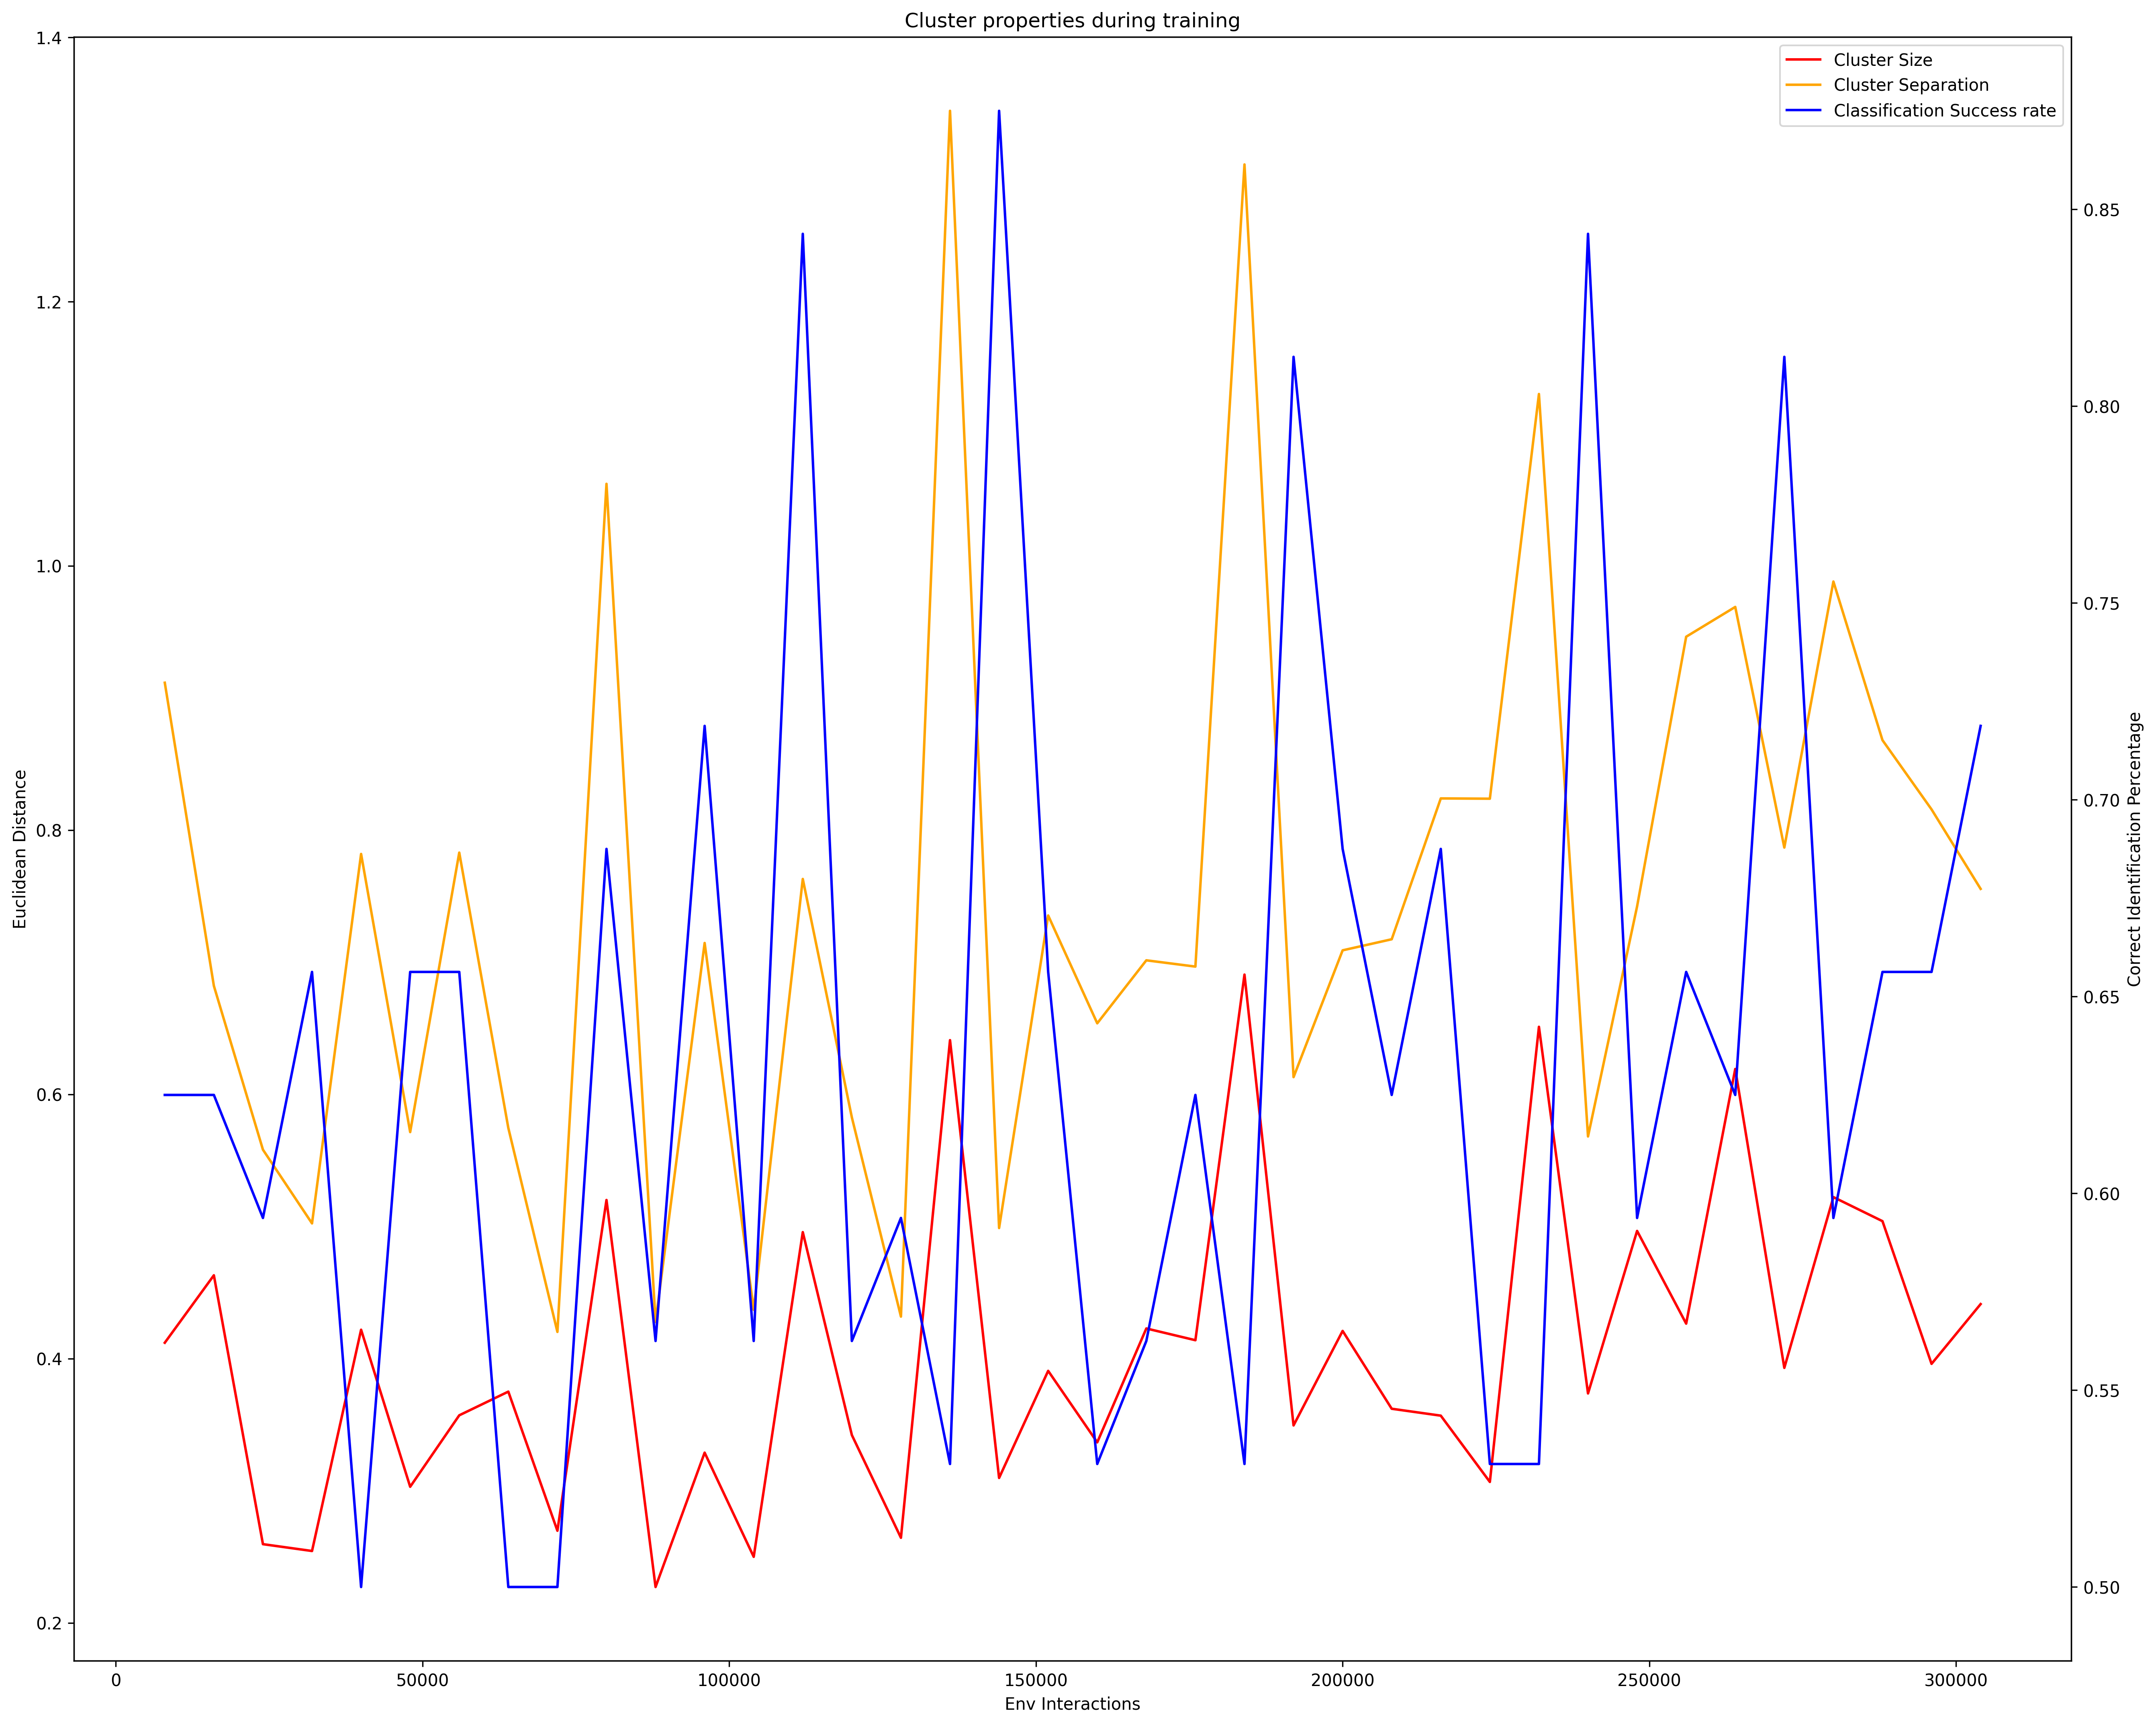 Cluster properties during training
Cluster Size
Cluster Separation
Classification Success rate
1.4
1.2
1.0
0.8
0.6
0.4
0.2
Euclidean Distance
0.85
0.80
0.75
0.70
0.65
0.60
0.55
0.50
Correct Identification Percentage
0 50000 100000 150000 200000 250000 300000
Env Interactions